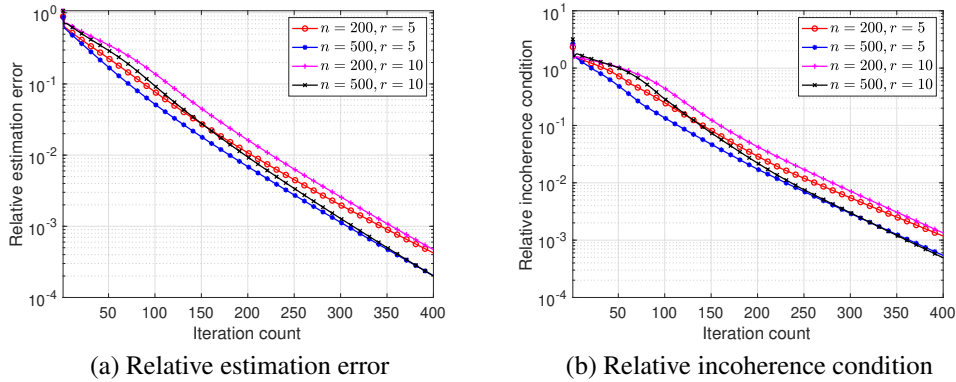 10^0
10^-1
10^-2
10^-3
10^-4
Relative estimation error
n = 200, r = 5
n = 500, r = 5
n = 200, r = 10
n = 500, r = 10
50 100 150 200 250 300 350 400
Iteration count
(a) Relative estimation error
10^2
10^1
10^0
10^-1
10^-2
10^-3
10^-4
Relative incoherence condition
n = 200, r = 5
n = 500, r = 5
n = 200, r = 10
n = 500, r = 10
50 100 150 200 250 300 350 400
Iteration count
(b) Relative incoherence condition